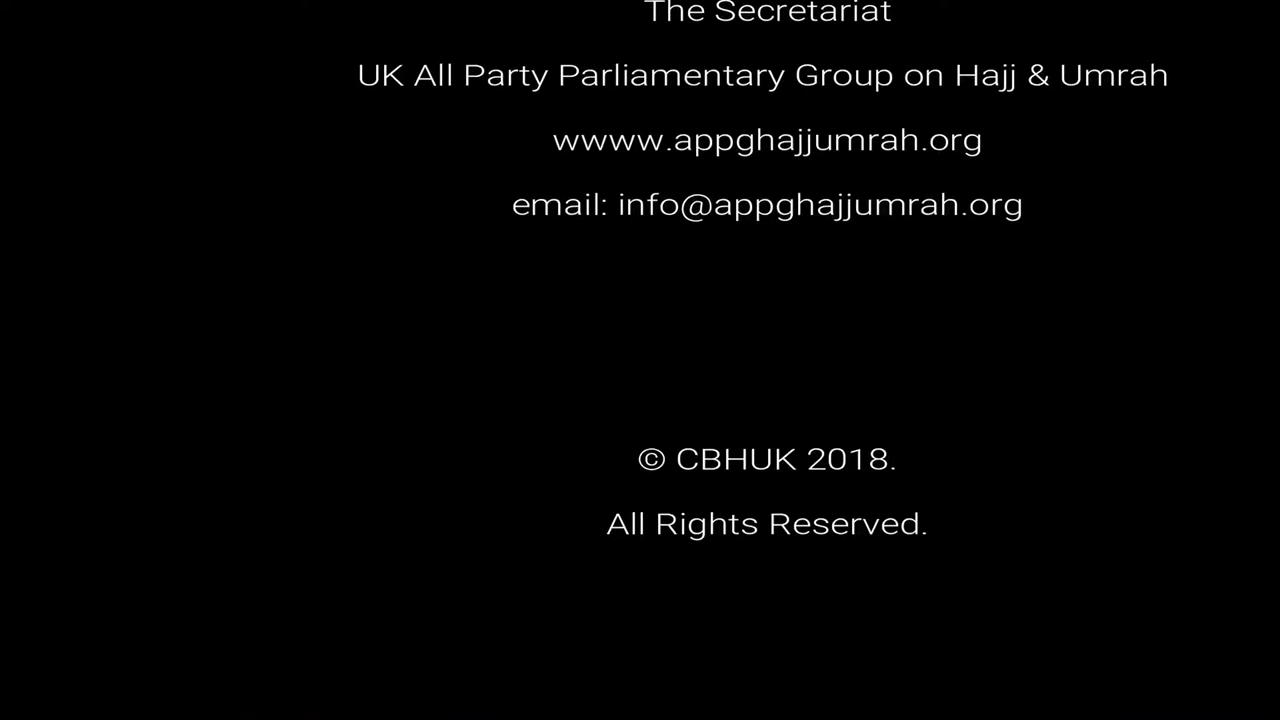 The Secretariat
UK All Party Parliamentary Group on Hajj & Umrah
wwww.appghajjumrah.org
email: info@appghajjumrah.org
© CBHUK 2018.
All Rights Reserved.